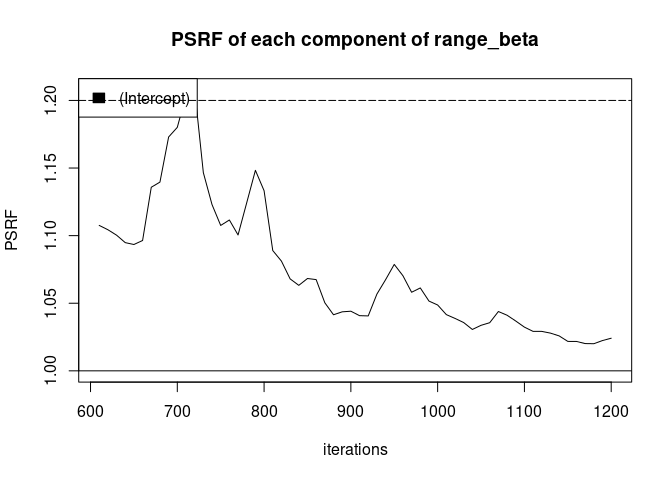 PSRF of each component of range_beta
(Intercept)
PSRF
1.20
1.15
1.10
1.05
1.00
600 700 800 900 1000 1100 1200
iterations